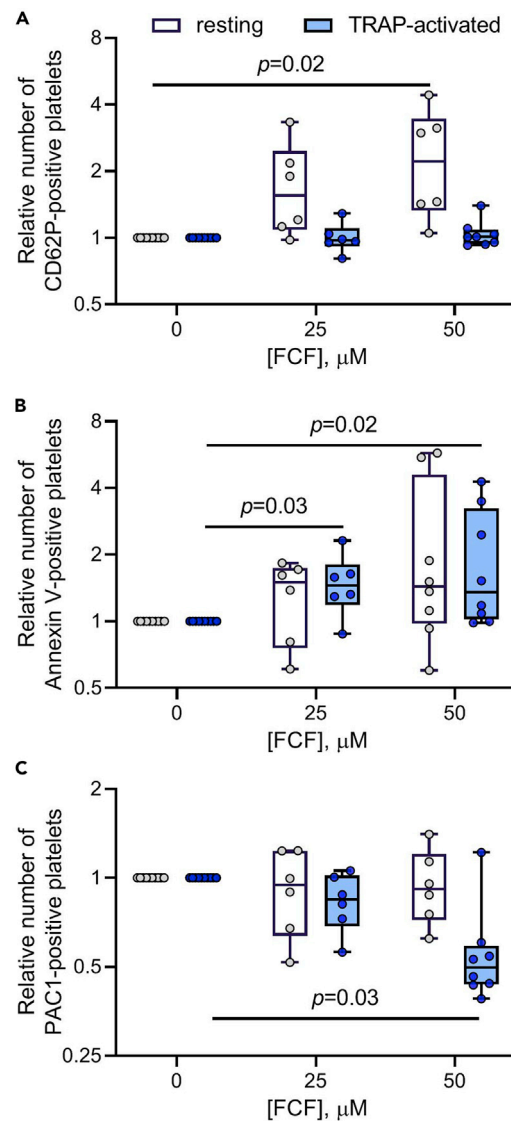 A
resting
TRAP-activated
Relative number of
CD62P-positive platelets
8
4
2
1
0.5
p=0.02
0
25
50
[FCF], μM
B
Relative number of
Annexin V-positive platelets
8
4
2
1
0.5
p=0.02
p=0.03
0
25
50
[FCF], μM
C
Relative number of
PAC1-positive platelets
2
1
0.5
0.25
p=0.03
0
25
50
[FCF], μM